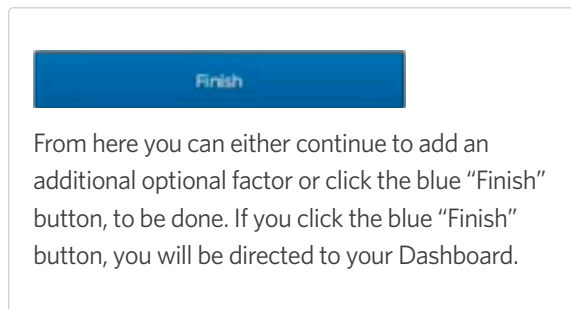 Finish
From here you can either continue to add an
additional optional factor or click the blue “Finish”
button, to be done. If you click the blue “Finish”
button, you will be directed to your Dashboard.